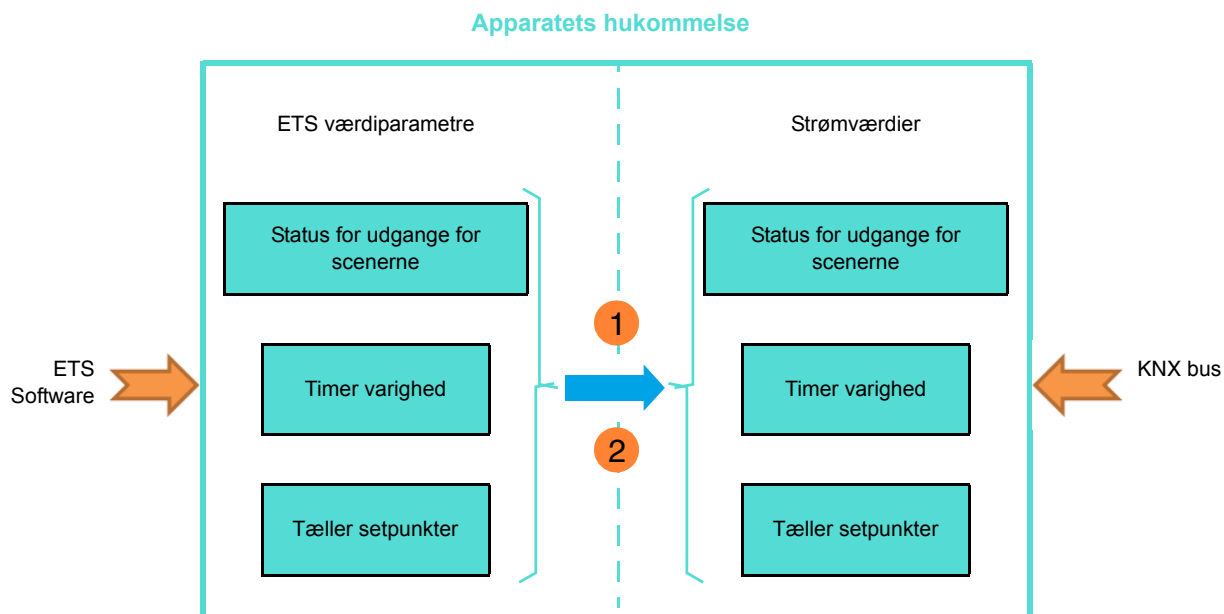 Apparatets hukommelse
ETS værdiparametre
Strømværdier
Status for udgange for
scenerne
Status for udgange for
scenerne
1
ETS
Software
Timer varighed
Timer varighed
KNX bus
2
Tæller setpunkter
Tæller setpunkter